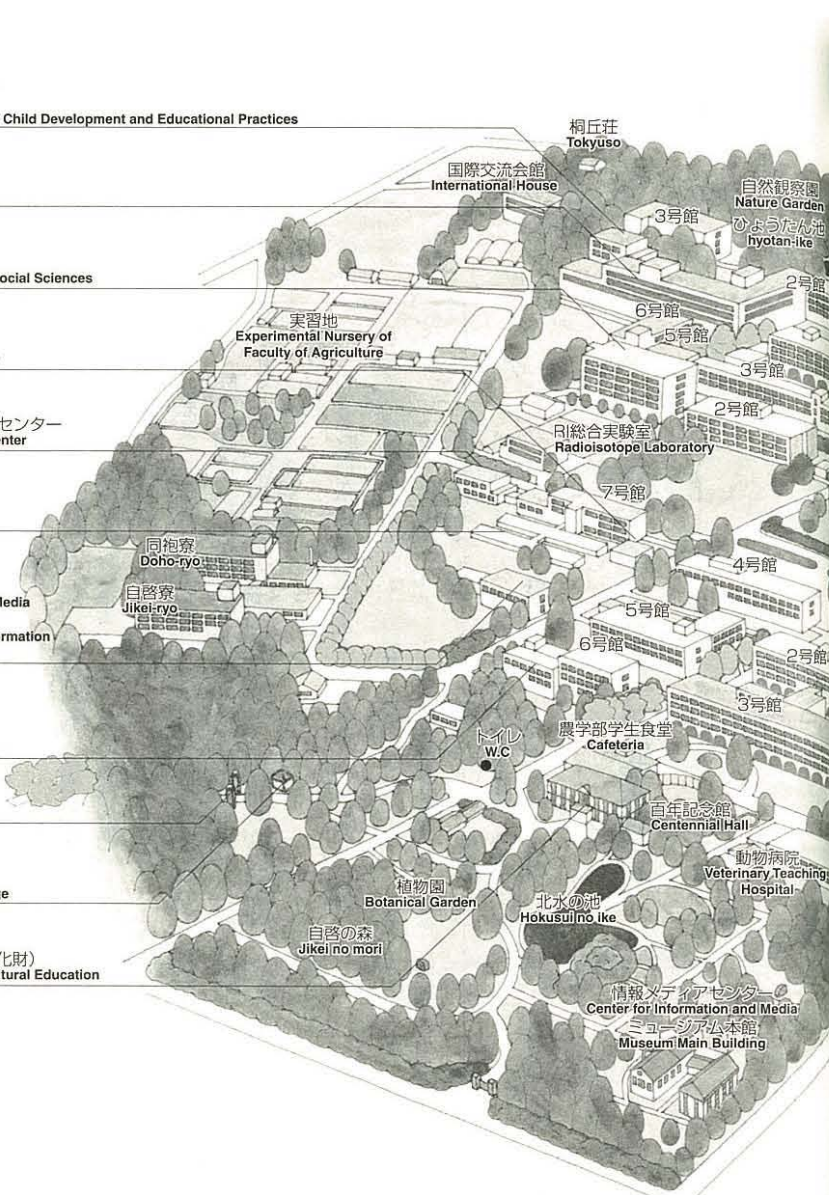 Child Development and Educational Practices
桐丘荘
Tokyuso
国際交流会館
International House
自然観察園
Nature Garden
3号館
ひょうたん池
hyotan-ike
ocial Sciences
2号館
6号館
実習地
Experimental Nursery of
Faculty of Agriculture
5号館
3号館
2号館
センター
enter
RI総合実験室
Radioisotope Laboratory
7号館
同袍寮
Doho-ryo
4号館
自啓寮
Jikei-ryo
edia
5号館
rmation
6号館
2号館
3号館
トイレ
W.C
農学部学生食堂
Cafeteria
百年記念館
Centennial Hall
動物病院
Veterinary Teaching
Hospital
植物園
Botanical Garden
北水の池
Hokusui no ike
e
自啓の森
Jikei no mori
化財)
tural Education
情報メディアセンター
Center for Information and Media
ミュージアム本館
Museum Main Building